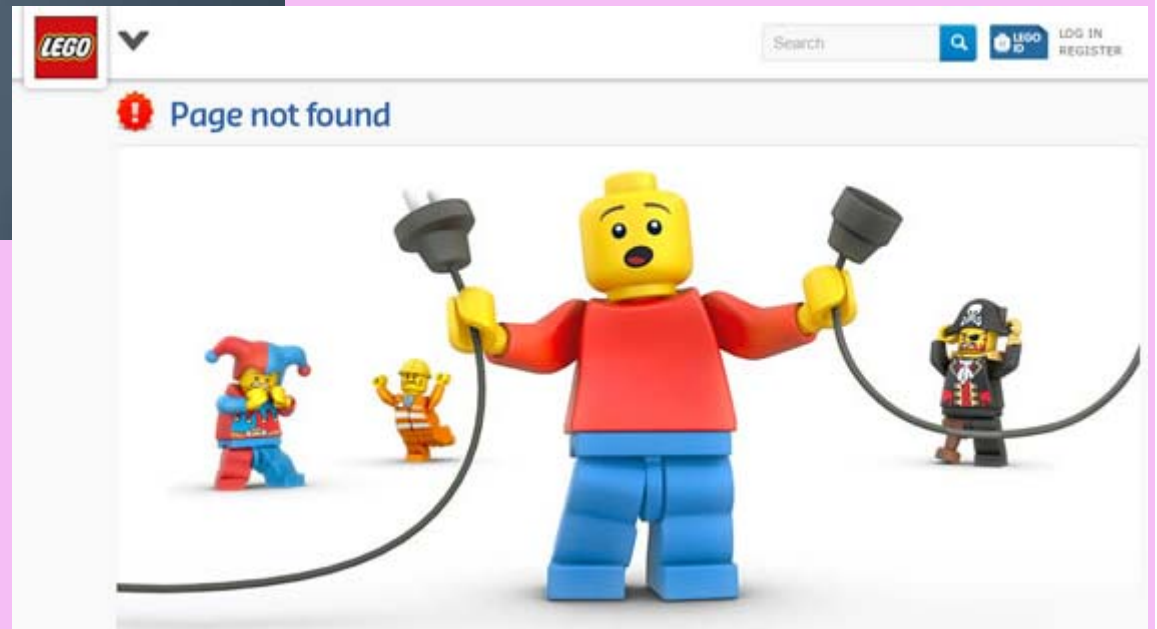 LEGO
Search
LEGO ID
LOG IN
REGISTER
Page not found